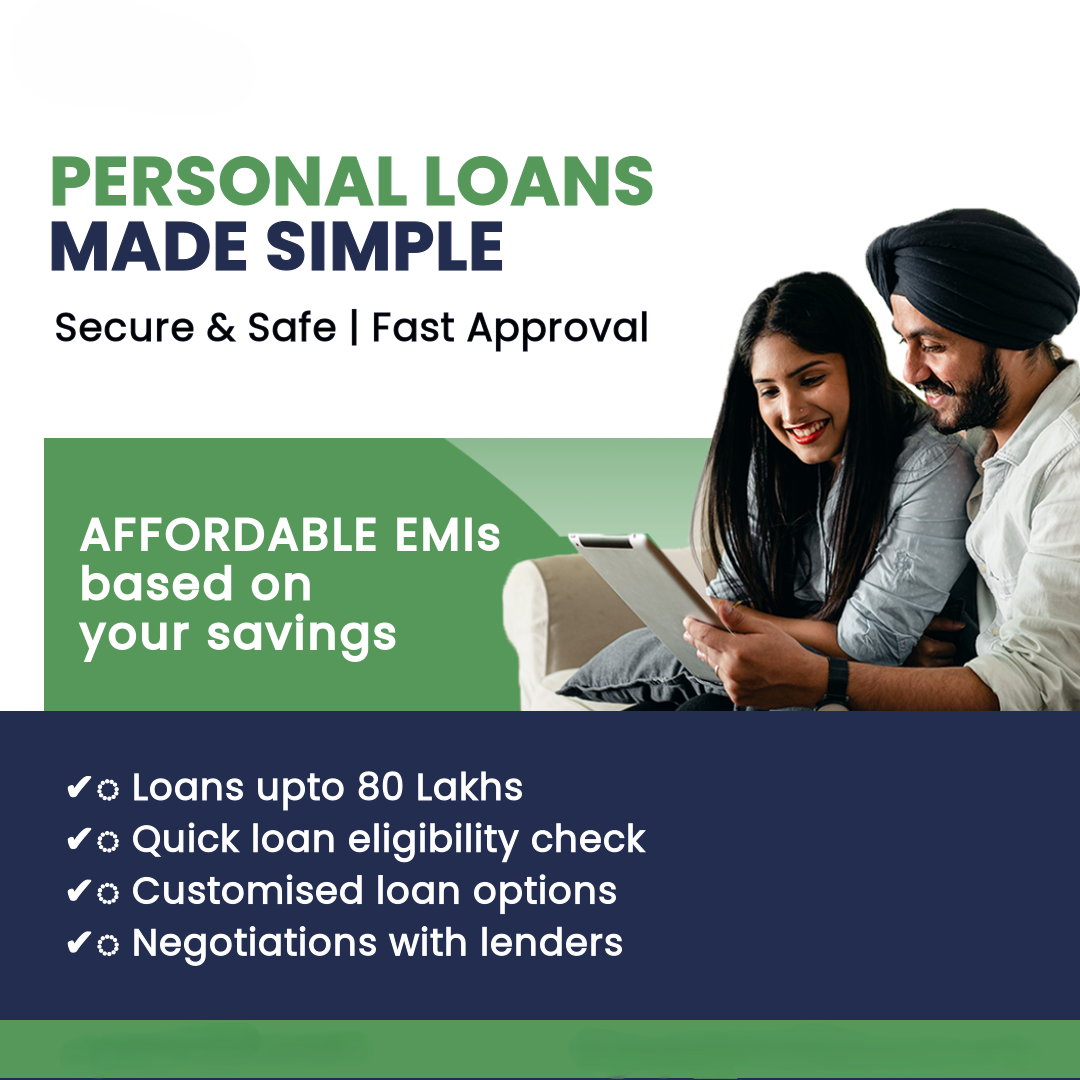 PERSONAL LOANS
MADE SIMPLE
Secure & Safe | Fast Approval
AFFORDABLE EMIs
based on
your savings
✔◌ Loans upto 80 Lakhs
✔◌ Quick loan eligibility check
✔◌ Customised loan options
✔◌ Negotiations with lenders